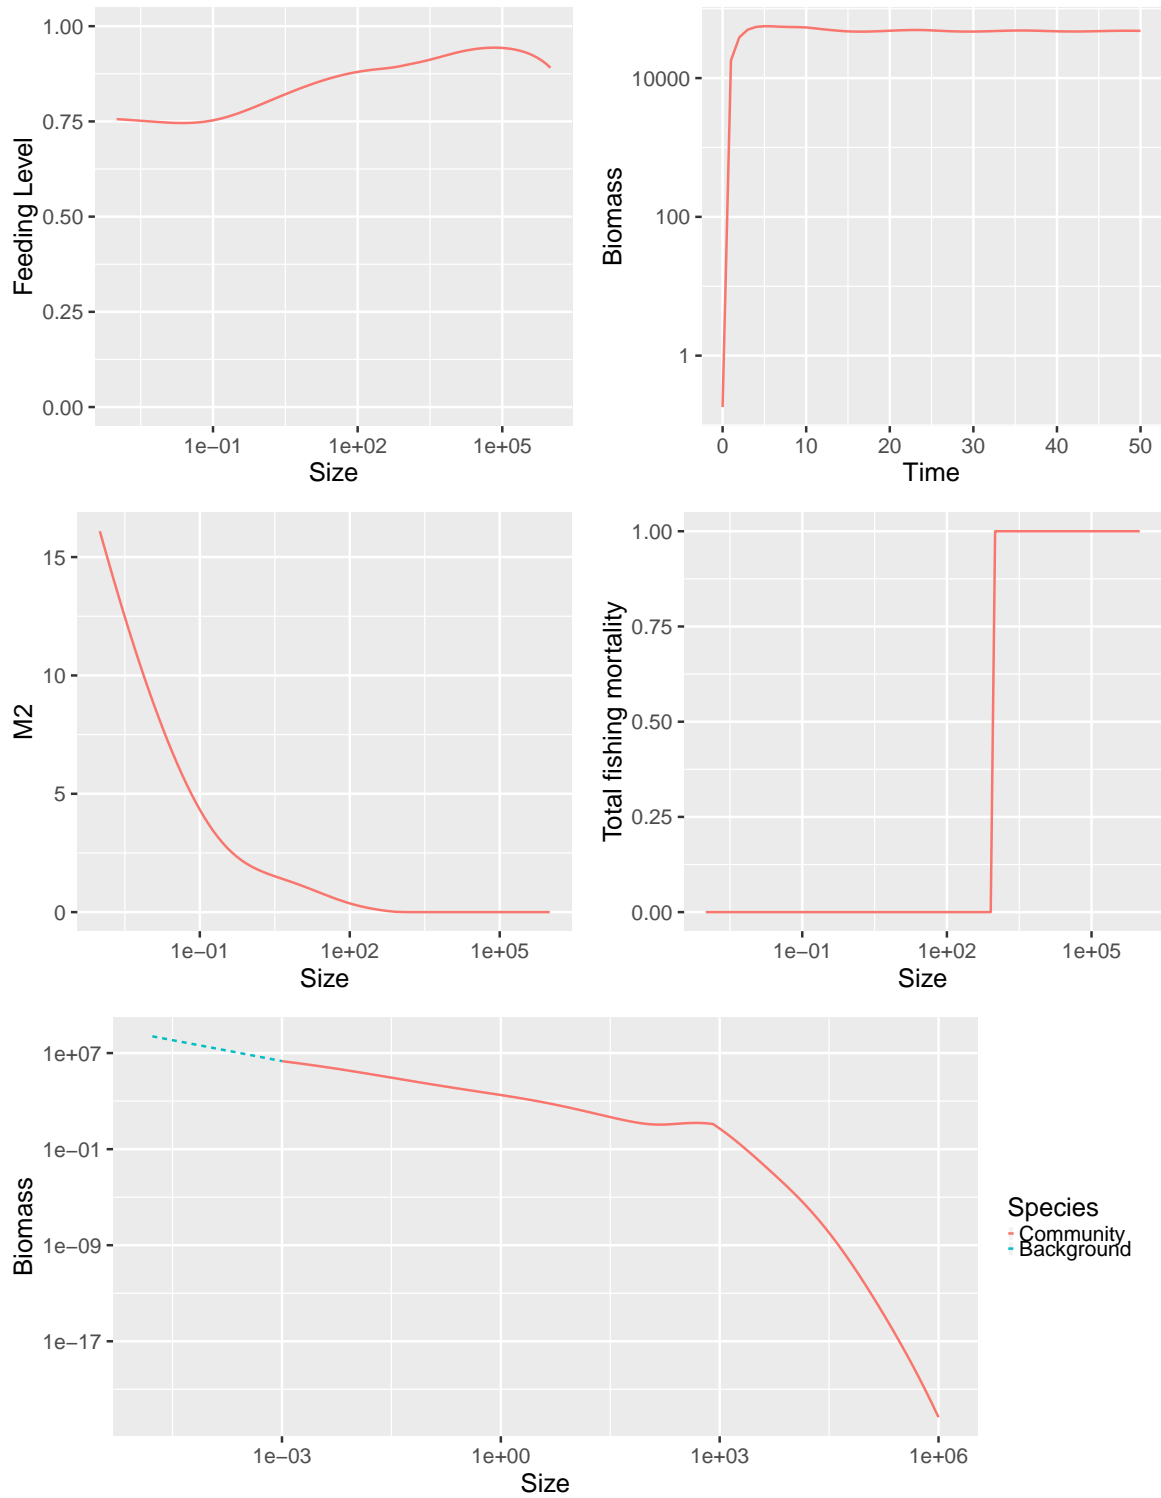 1.00
0.75
0.50
0.25
0.00
Feeding Level
1e−01 1e+02 1e+05
Size
10000
100
1
Biomass
0 10 20 30 40 50
Time
15
10
5
0
M2
1e−01 1e+02 1e+05
Size
1.00
0.75
0.50
0.25
0.00
Total fishing mortality
1e−01 1e+02 1e+05
Size
1e+07
1e−01
1e−09
1e−17
Biomass
1e−03 1e+00 1e+03 1e+06
Size
Species
Community
Background